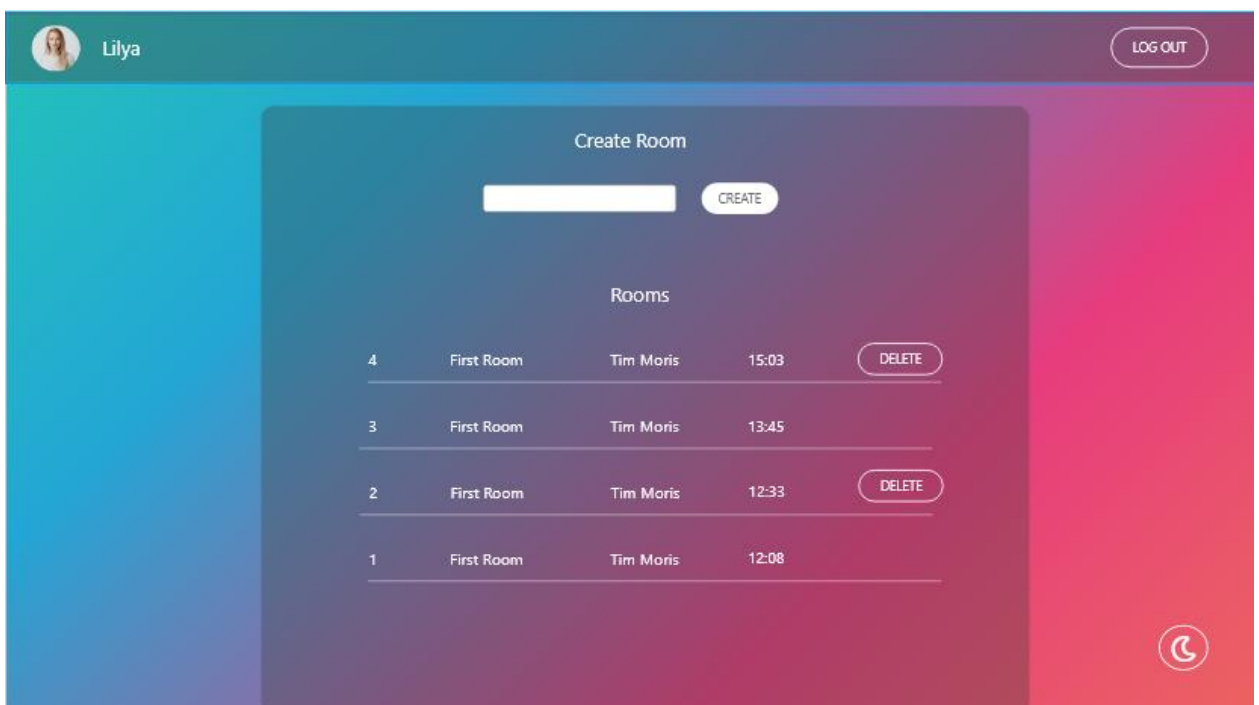 Lilya LOG OUT
Create Room
CREATE
Rooms
4 First Room Tim Moris 15:03 DELETE
3 First Room Tim Moris 13:45
2 First Room Tim Moris 12:33 DELETE
1 First Room Tim Moris 12:08